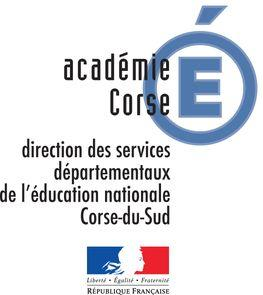 académie
Corse
É
direction des services
départementaux
de l'éducation nationale
Corse-du-Sud
Liberté • Égalité • Fraternité
RÉPUBLIQUE FRANÇAISE